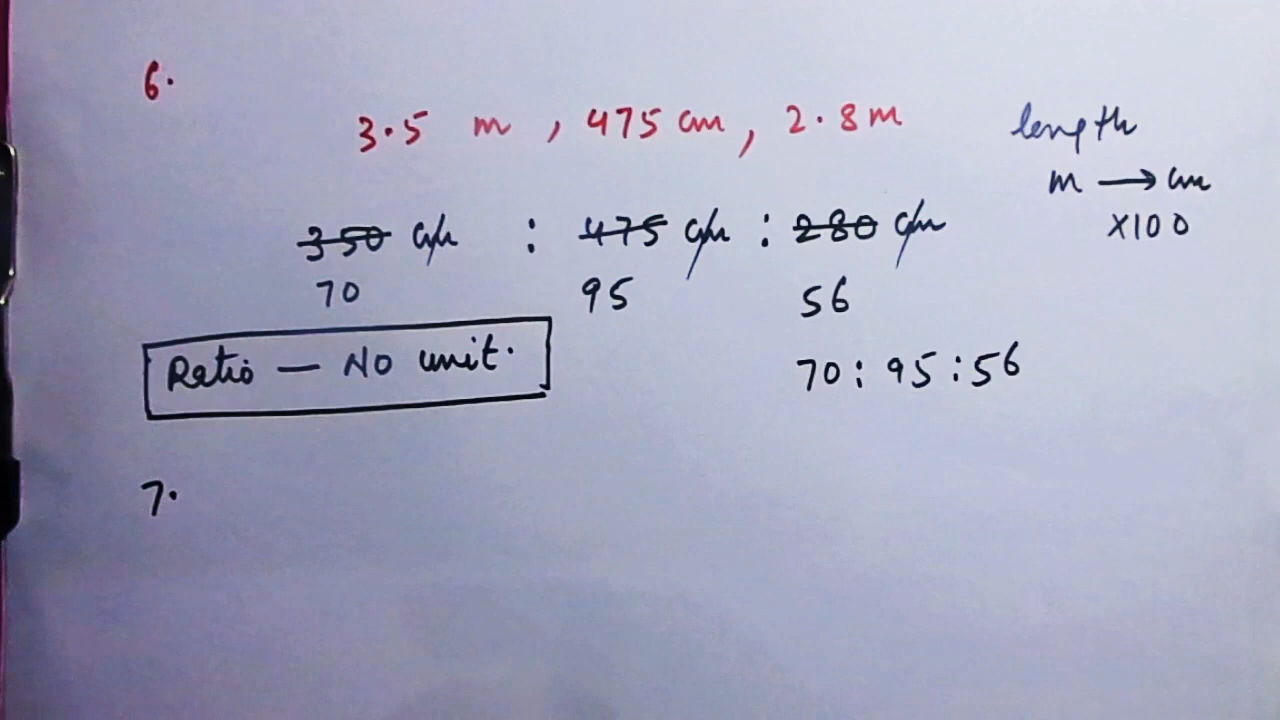 6.
3.5 m , 475 cm , 2.8 m
length
m → cm
×100
350 cm : 475 cm : 280 cm
70 95 56
Ratio — No unit.
70 : 95 : 56
7.